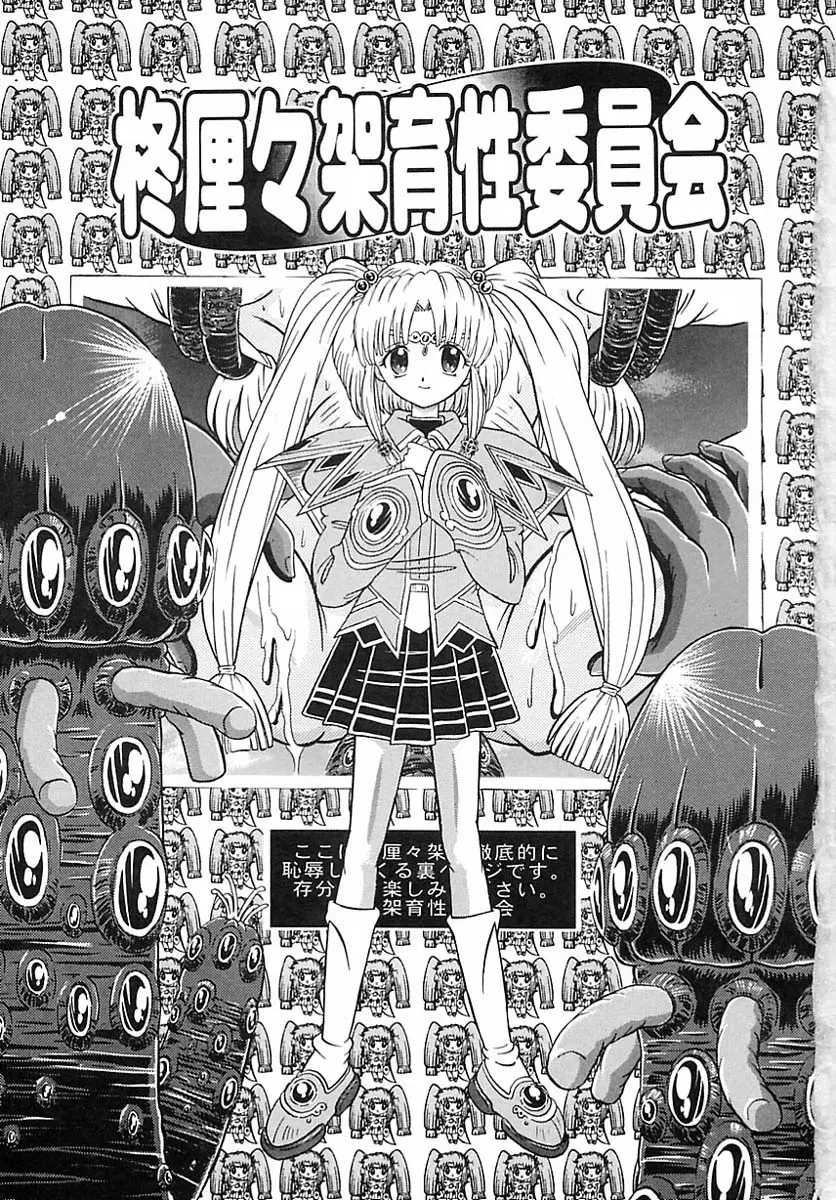 柊厘々架育性委員会
ここは 厘々架 徹底的に
恥辱し くる裏ペ ジです。
存分 楽しみ さい。
架育性 会